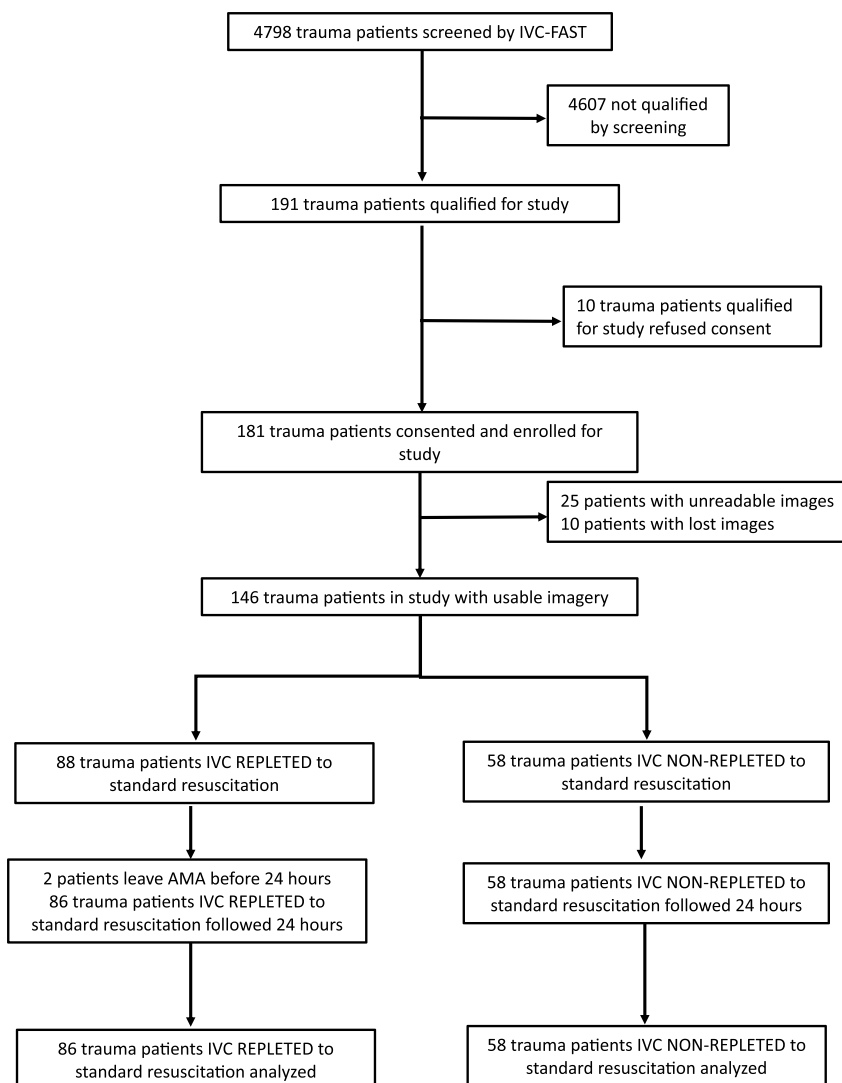 4798 trauma patients screened by IVC-FAST
4607 not qualified
by screening
191 trauma patients qualified for study
10 trauma patients qualified
for study refused consent
181 trauma patients consented and enrolled for
study
25 patients with unreadable images
10 patients with lost images
146 trauma patients in study with usable imagery
88 trauma patients IVC REPLETED to
standard resuscitation
58 trauma patients IVC NON-REPLETED to
standard resuscitation
2 patients leave AMA before 24 hours
86 trauma patients IVC REPLETED to
standard resuscitation followed 24 hours
58 trauma patients IVC NON-REPLETED to
standard resuscitation followed 24 hours
86 trauma patients IVC REPLETED to
standard resuscitation analyzed
58 trauma patients IVC NON-REPLETED to
standard resuscitation analyzed